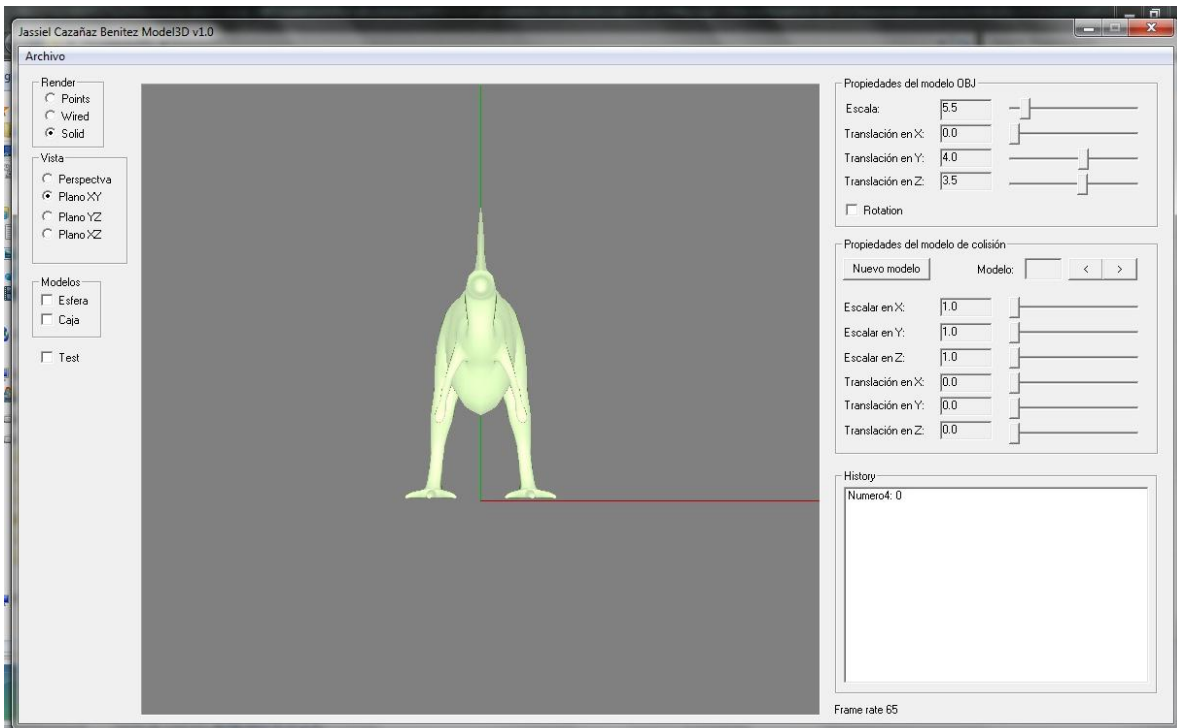 Jassiel Cazañaz Benitez Model3D v1.0
Archivo
Render
Points
Wired
Solid
Vista
Perspectva
Plano XY
Plano YZ
Plano XZ
Modelos
Esfera
Caja
Test
Propiedades del modelo OBJ
Escala: 5.5
Translación en X: 0.0
Translación en Y: 4.0
Translación en Z: 3.5
Rotation
Propiedades del modelo de colisión
Nuevo modelo Modelo: < >
Escalar en X: 1.0
Escalar en Y: 1.0
Escalar en Z: 1.0
Translación en X: 0.0
Translación en Y: 0.0
Translación en Z: 0.0
History
Numero4: 0
Frame rate 65